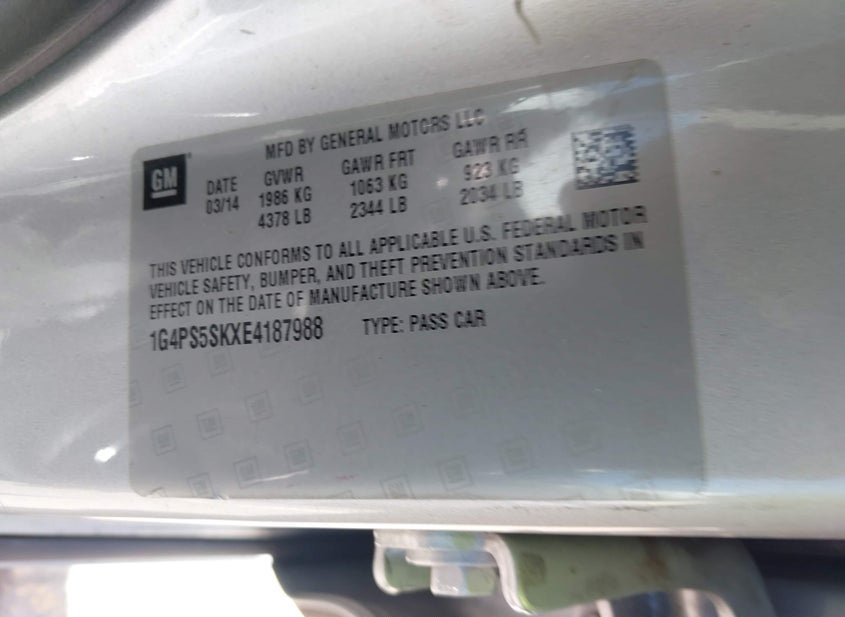 GM
MFD BY GENERAL MOTORS LLC
DATE GVWR GAWR FRT GAWR RR
03/14 1986 KG 1063 KG 923 KG
4378 LB 2344 LB 2034 LB
THIS VEHICLE CONFORMS TO ALL APPLICABLE U.S. FEDERAL MOTOR
VEHICLE SAFETY, BUMPER, AND THEFT PREVENTION STANDARDS IN
EFFECT ON THE DATE OF MANUFACTURE SHOWN ABOVE.
1G4PS5SKXE4187988 TYPE: PASS CAR